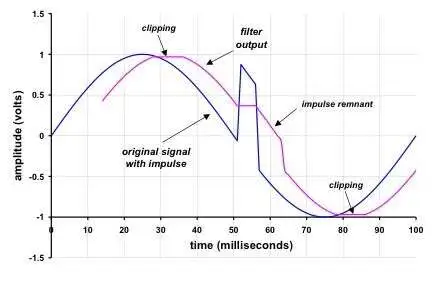 1.5
clipping
filter
output
1
0.5
impulse remnant
0
original signal
with impulse
-0.5
clipping
-1
0 10 20 30 40 50 60 70 80 90 100
time (milliseconds)
-1.5
amplitude (volts)